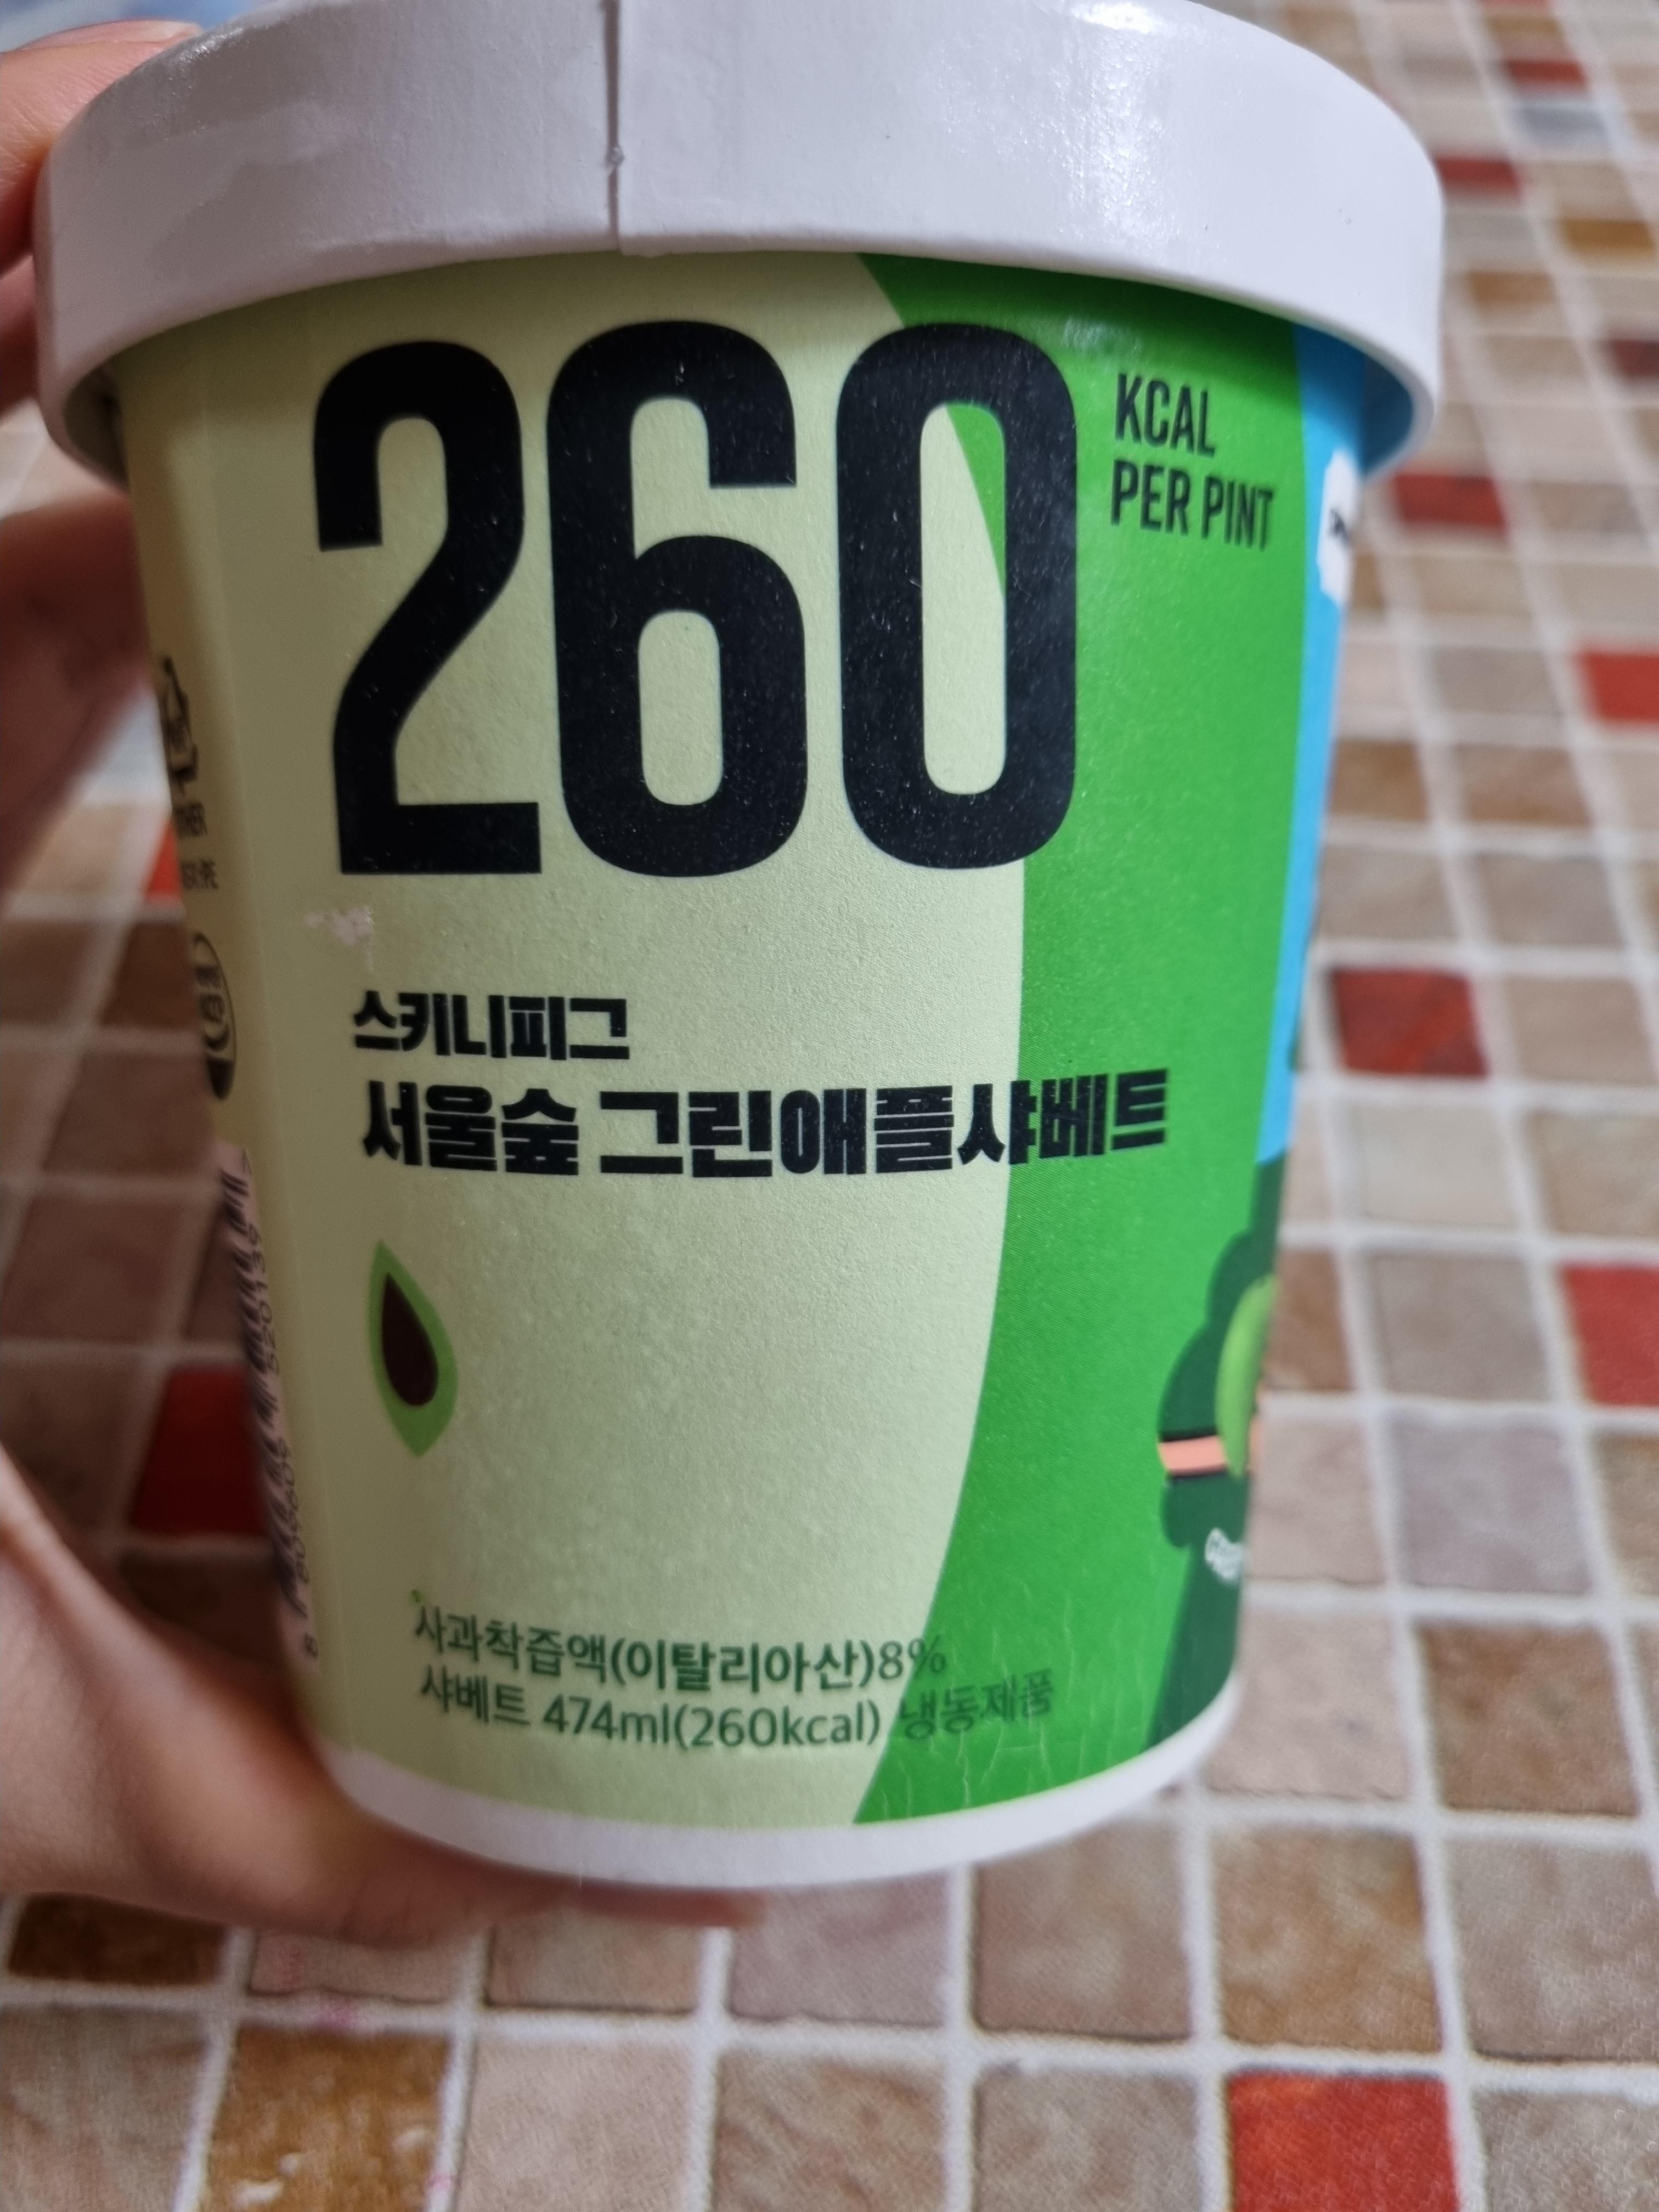 260
KCAL
PER PINT
스키니피그
서울숲 그린애플샤베트
사과착즙액(이탈리아산)8%
샤베트 474ml(260kcal) 냉동제품